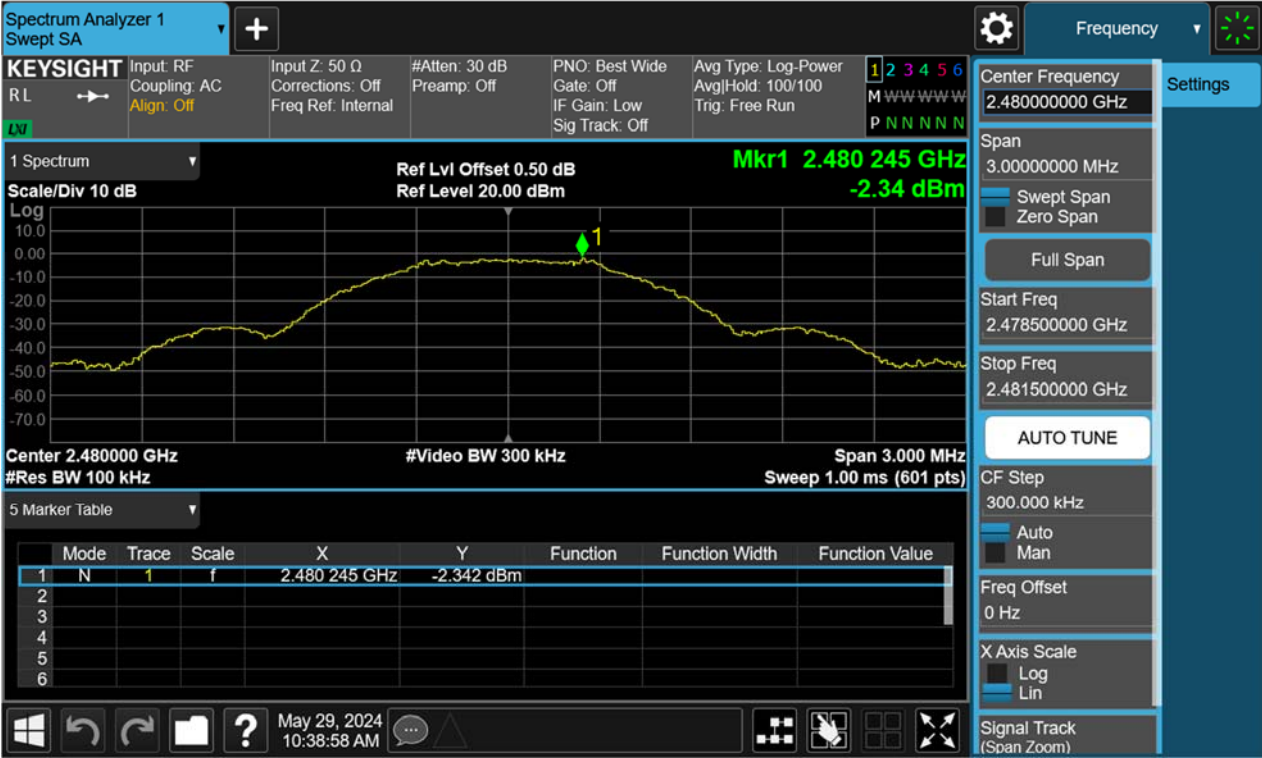 Spectrum Analyzer 1
Swept SA
+
Frequency
KEYSIGHT
R L
LXI
Input: RF
Coupling: AC
Align: Off
Input Z: 50 Ω
Corrections: Off
Freq Ref: Internal
#Atten: 30 dB
Preamp: Off
PNO: Best Wide
Gate: Off
IF Gain: Low
Sig Track: Off
Avg Type: Log-Power
Avg|Hold: 100/100
Trig: Free Run
1 2 3 4 5 6
M W W W W W
P N N N N N
1 Spectrum
Scale/Div 10 dB
Ref Lvl Offset 0.50 dB
Ref Level 20.00 dBm
Mkr1 2.480 245 GHz
-2.34 dBm
Log
10.0
0.00
-10.0
-20.0
-30.0
-40.0
-50.0
-60.0
-70.0
1
Center 2.480000 GHz
#Video BW 300 kHz
Span 3.000 MHz
#Res BW 100 kHz
Sweep 1.00 ms (601 pts)
5 Marker Table
Mode Trace Scale X Y Function Function Width Function Value
1 N 1 f 2.480 245 GHz -2.342 dBm
2
3
4
5
6
?
May 29, 2024
10:38:58 AM
Center Frequency
2.480000000 GHz
Settings
Span
3.00000000 MHz
Swept Span
Zero Span
Full Span
Start Freq
2.478500000 GHz
Stop Freq
2.481500000 GHz
AUTO TUNE
CF Step
300.000 kHz
Auto
Man
Freq Offset
0 Hz
X Axis Scale
Log
Lin
Signal Track
(Span Zoom)